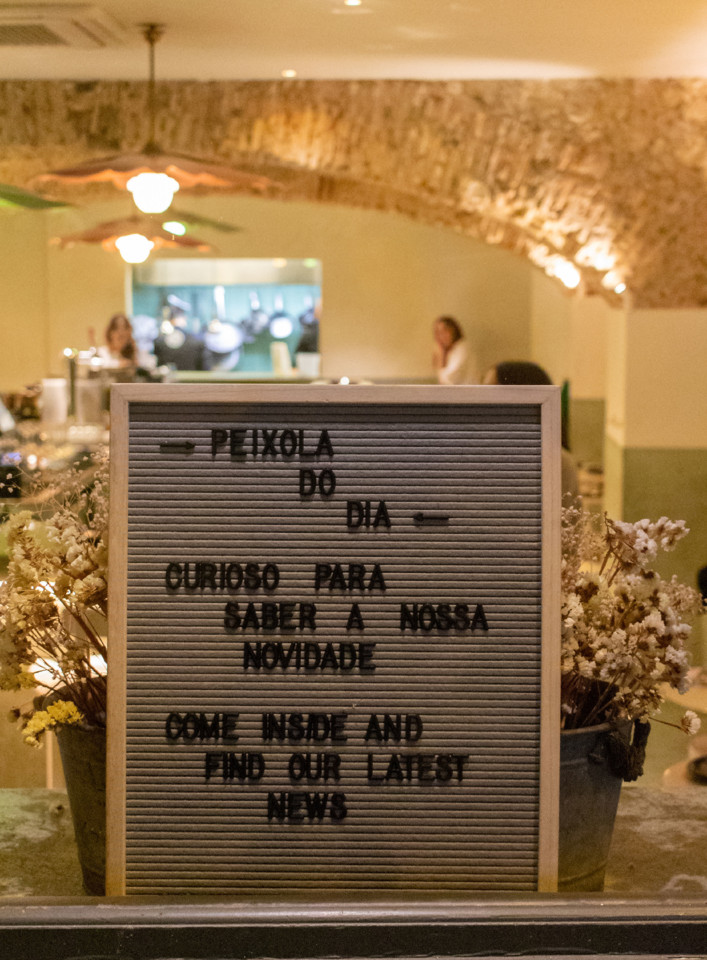 → PEIXOLA
DO
DIA ←
CURIOSO PARA
SABER A NOSSA
NOVIDADE
COME INSIDE AND
FIND OUR LATEST
NEWS